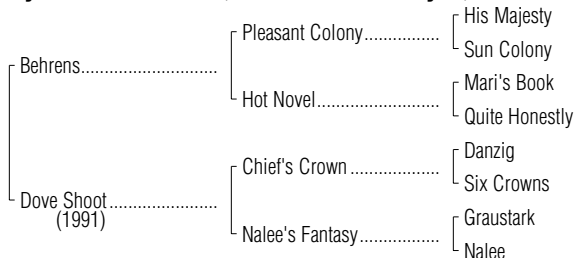 His Majesty
Pleasant Colony................
Sun Colony
Behrens............................
Mari's Book
Hot Novel.........................
Quite Honestly
Danzig
Chief's Crown ..................
Six Crowns
Dove Shoot......................
(1991)
Graustark
Nalee's Fantasy................
Nalee